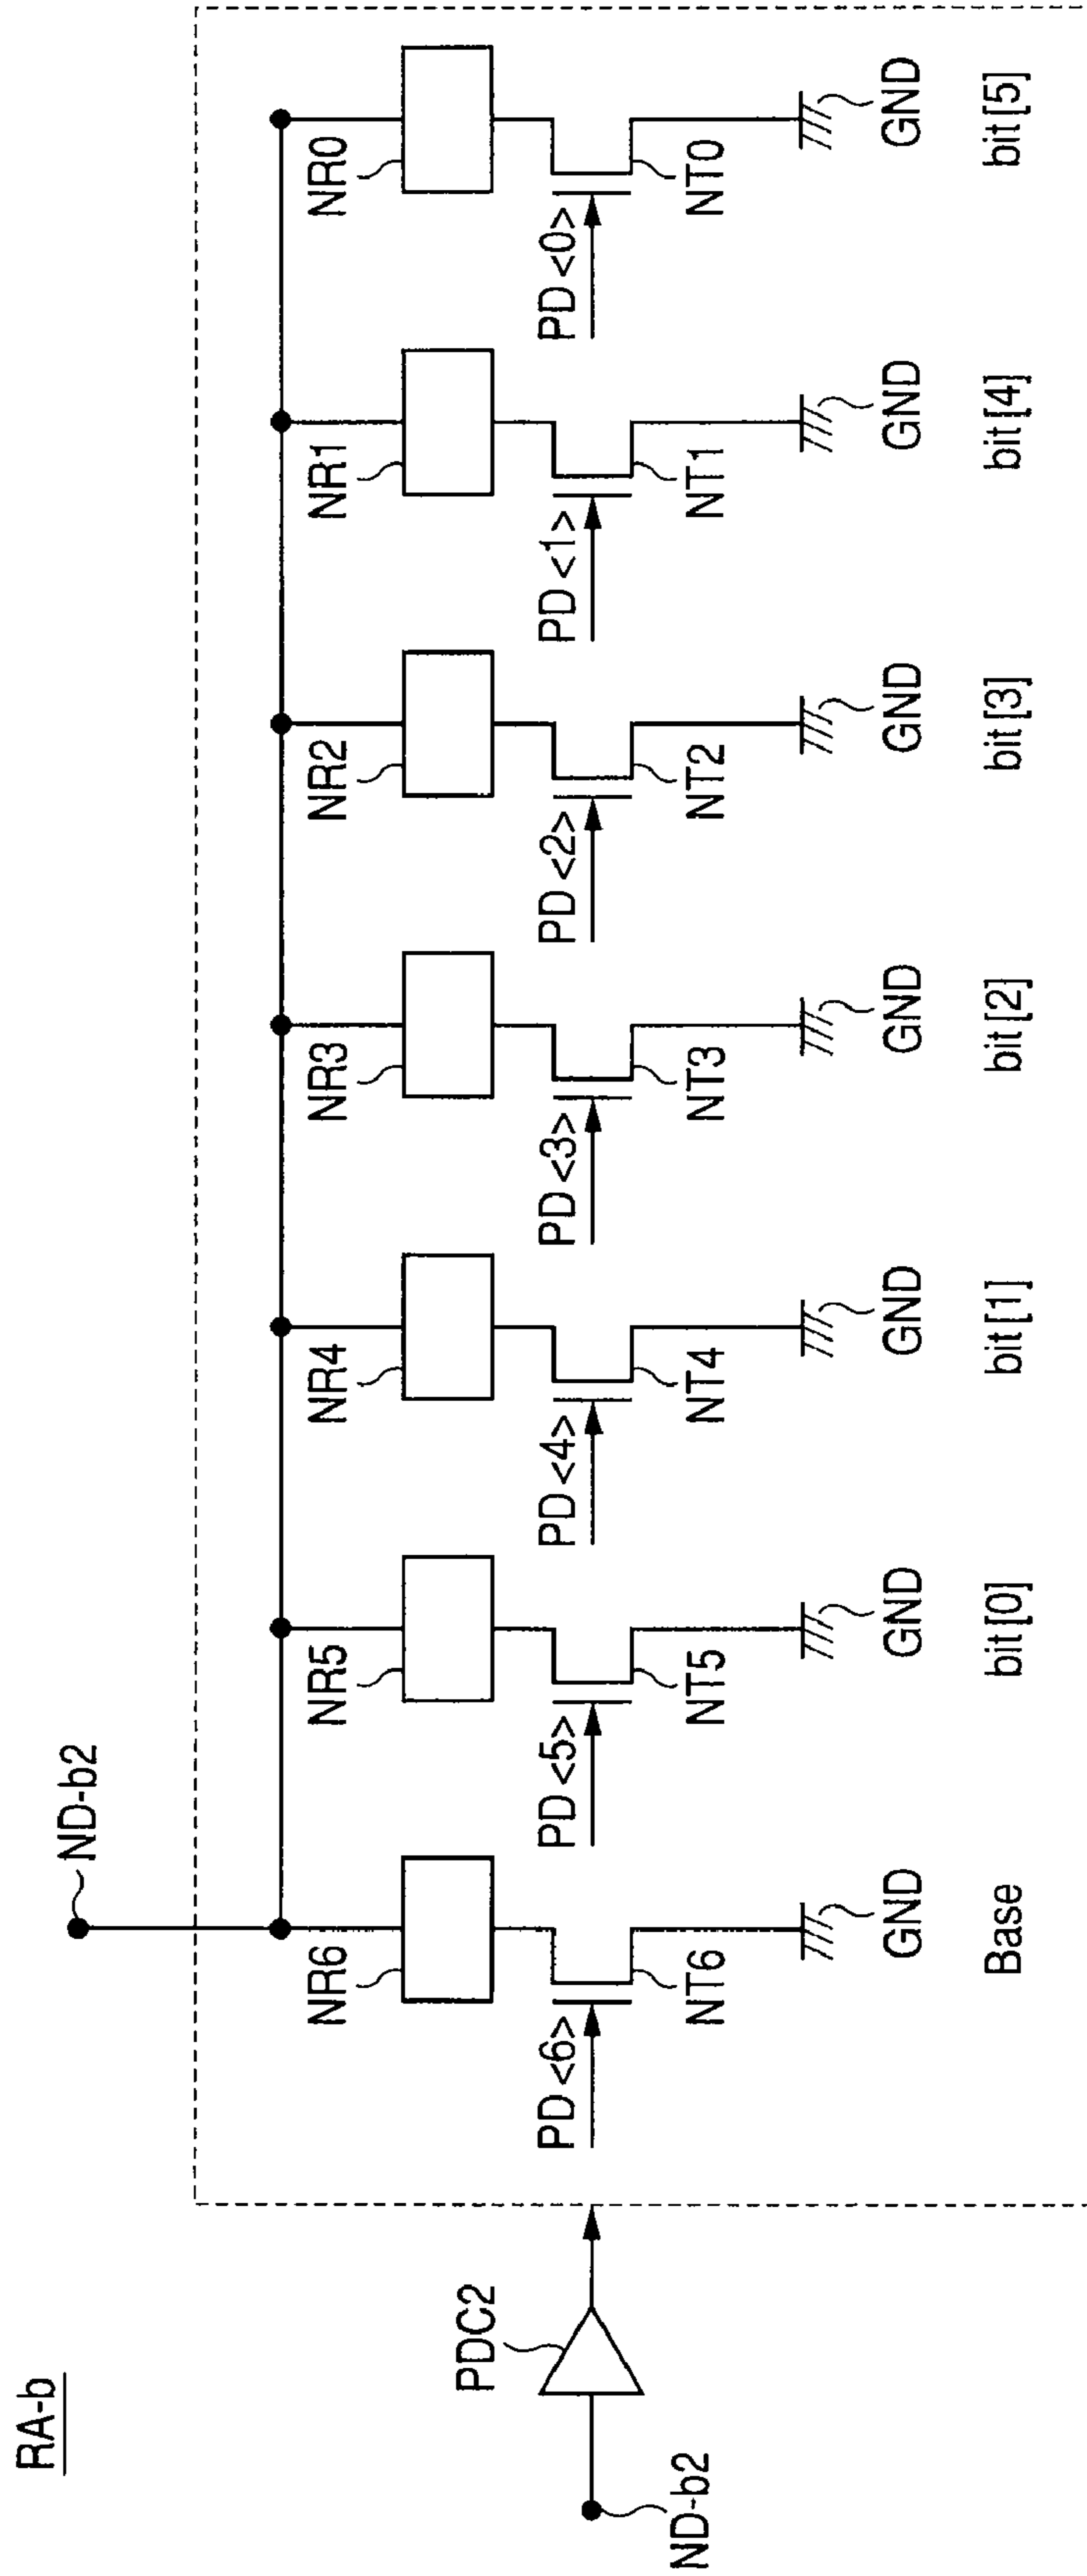 RA-b
ND-b2
NR6
NR5
NR4
NR3
NR2
NR1
NR0
PD <6>
PD <5>
PD <4>
PD <3>
PD <2>
PD <1>
PD <0>
PDC2
ND-b2
NT6
NT5
NT4
NT3
NT2
NT1
NT0
GND
GND
GND
GND
GND
GND
GND
Base
bit [0]
bit [1]
bit [2]
bit [3]
bit [4]
bit [5]